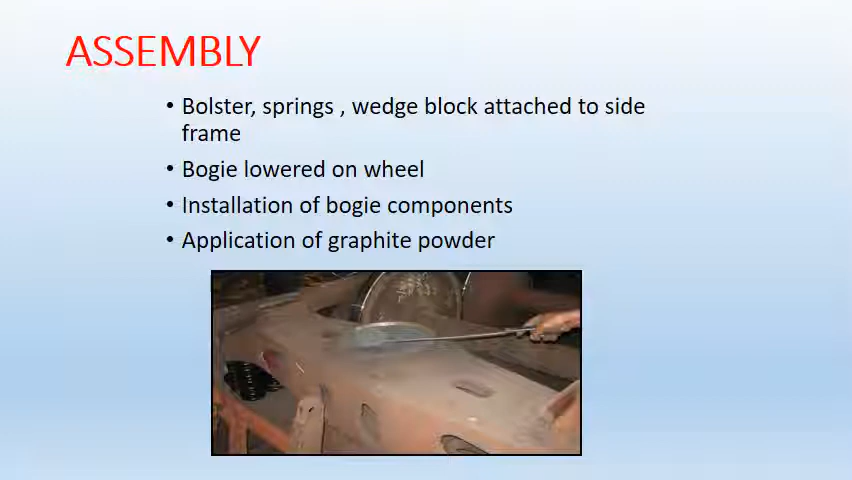 ASSEMBLY
• Bolster, springs , wedge block attached to side
frame
• Bogie lowered on wheel
• Installation of bogie components
• Application of graphite powder